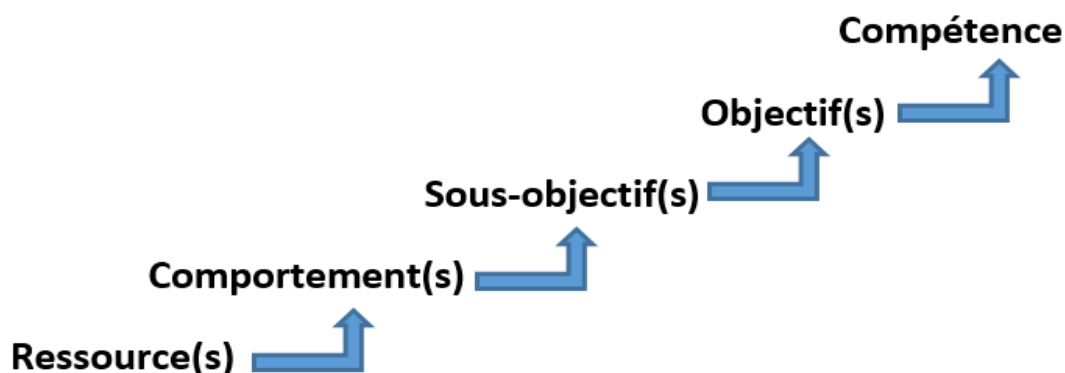 Compétence
Objectif(s)
Sous-objectif(s)
Comportement(s)
Ressource(s)